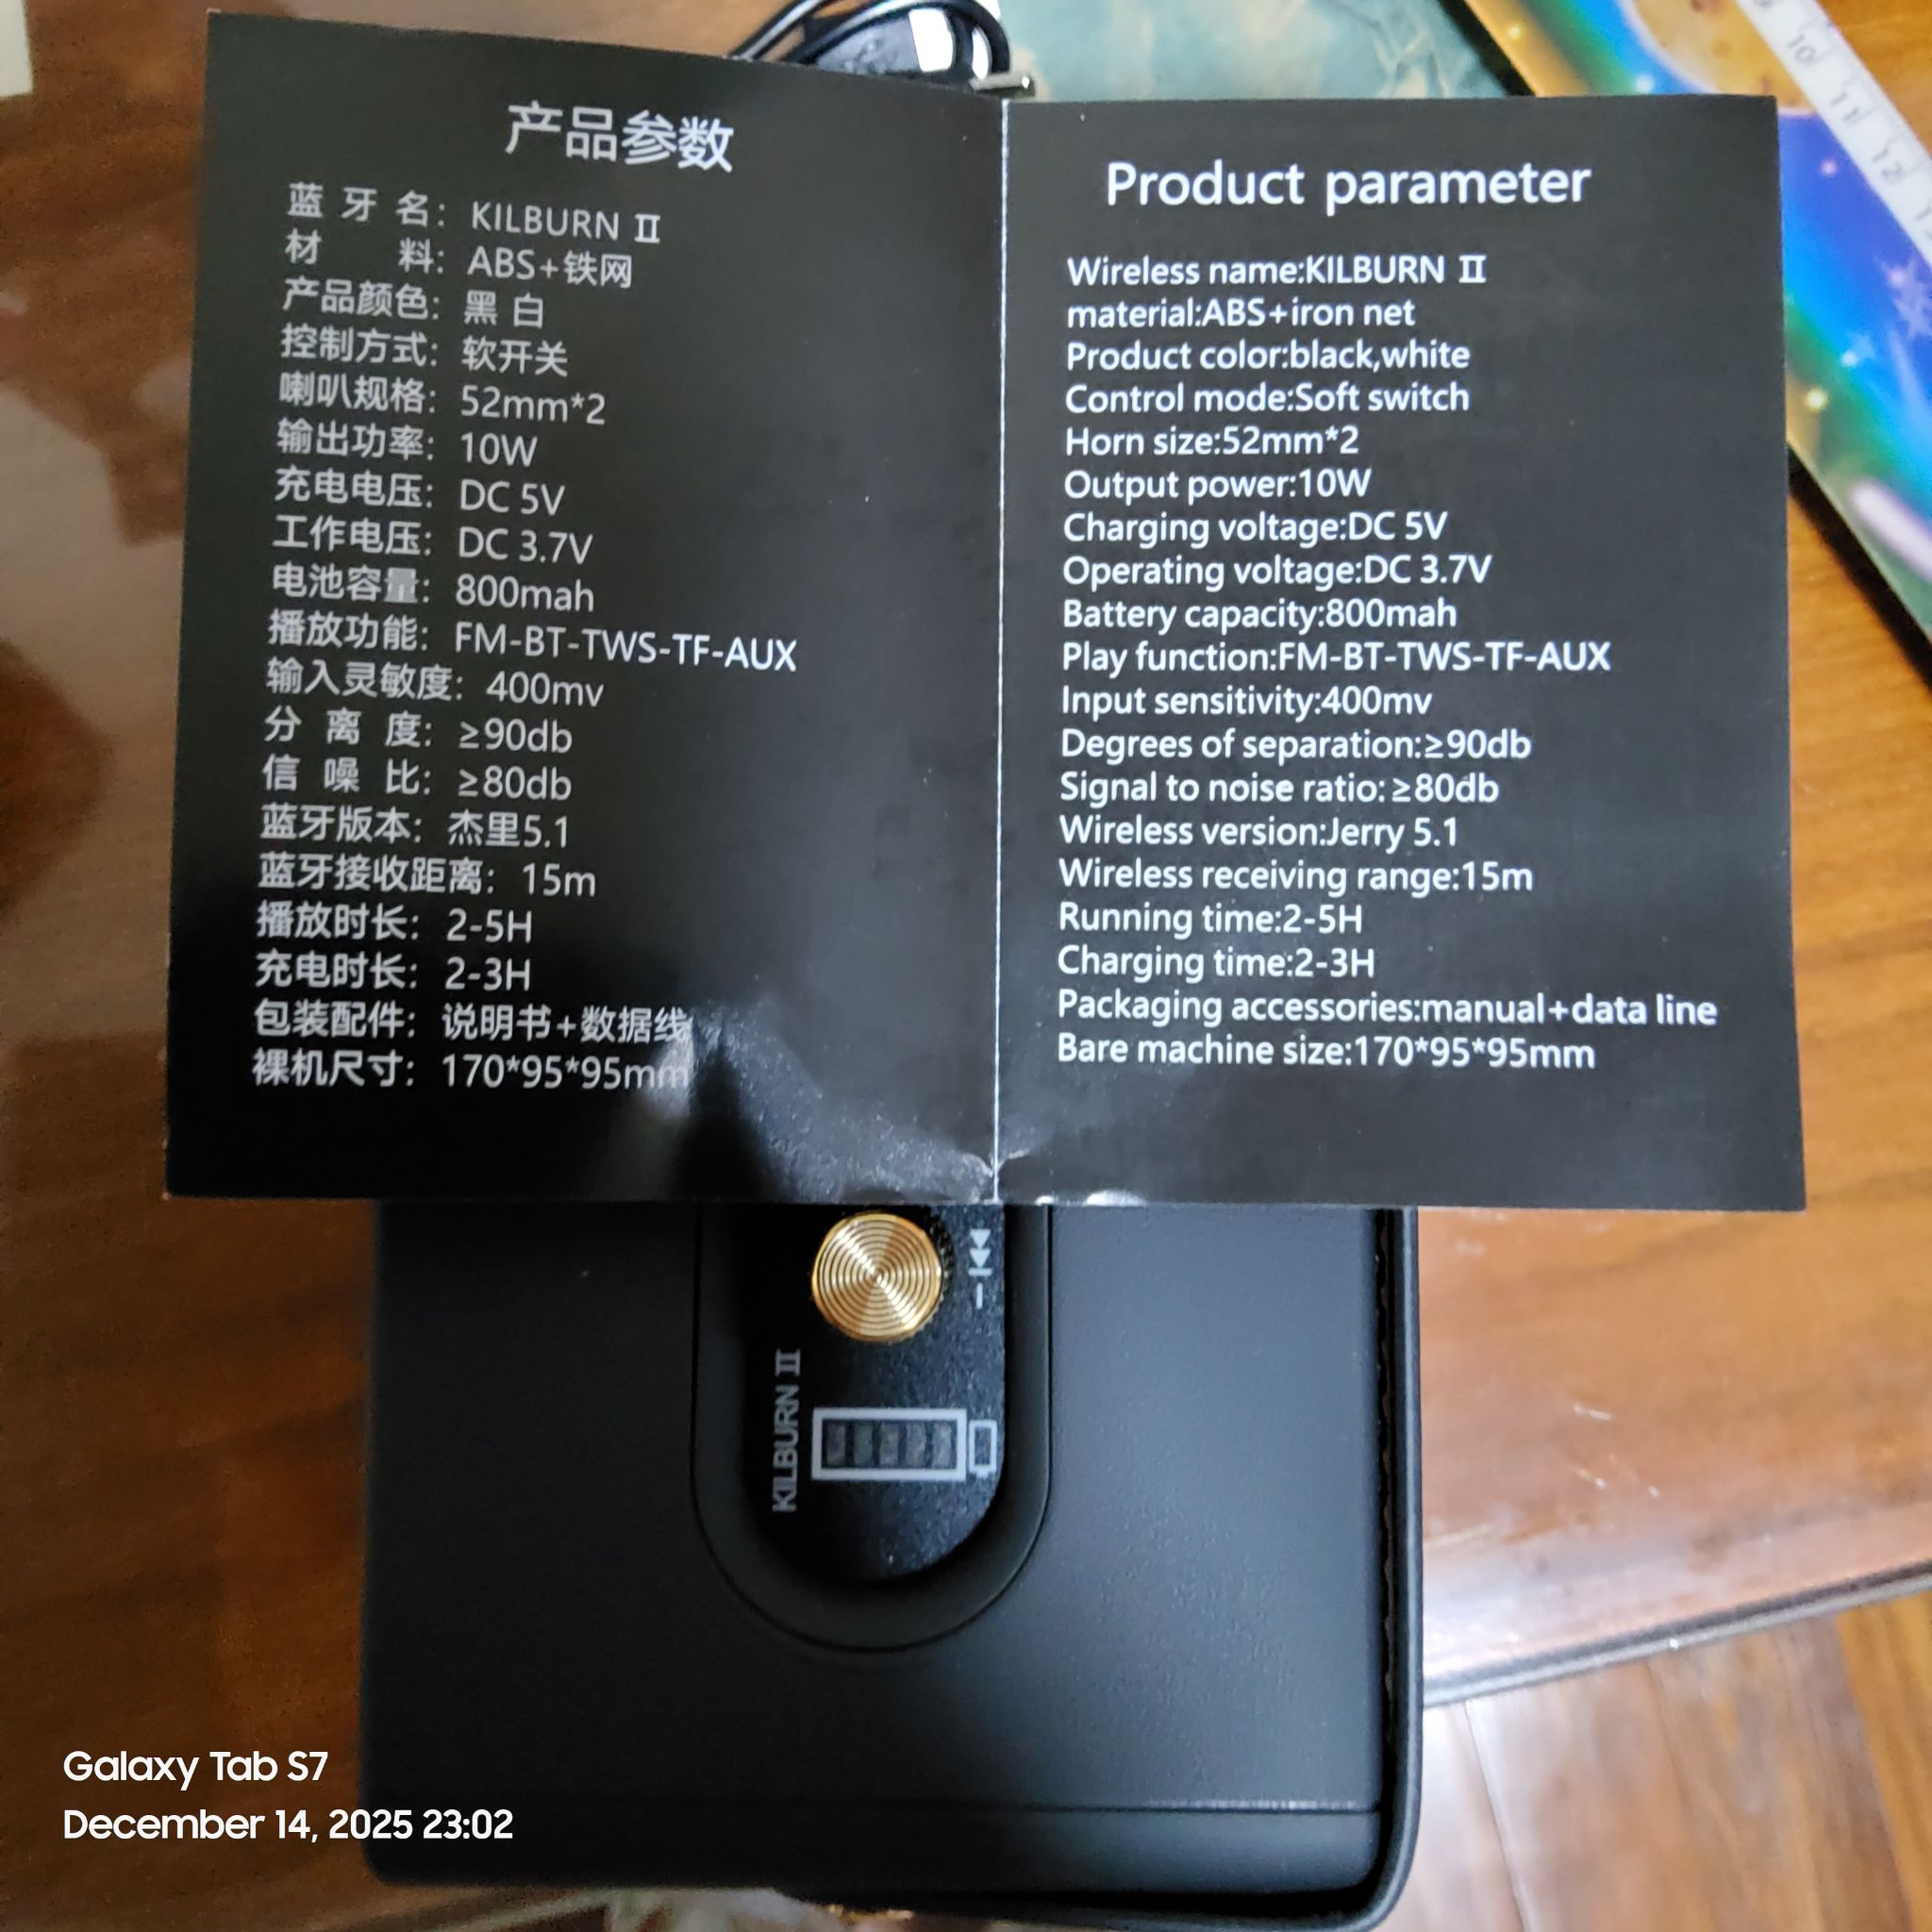 产品参数
蓝牙名：KILBURN Ⅱ
材料：ABS+铁网
产品颜色：黑 白
控制方式：软开关
喇叭规格：52mm*2
输出功率：10W
充电电压：DC 5V
工作电压：DC 3.7V
电池容量：800mah
播放功能：FM-BT-TWS-TF-AUX
输入灵敏度：400mv
分离度：≥90db
信噪比：≥80db
蓝牙版本：杰里5.1
蓝牙接收距离：15m
播放时长：2-5H
充电时长：2-3H
包装配件：说明书+数据线
裸机尺寸：170*95*95mm
Product parameter
Wireless name:KILBURN Ⅱ
material:ABS+iron net
Product color:black,white
Control mode:Soft switch
Horn size:52mm*2
Output power:10W
Charging voltage:DC 5V
Operating voltage:DC 3.7V
Battery capacity:800mah
Play function:FM-BT-TWS-TF-AUX
Input sensitivity:400mv
Degrees of separation:≥90db
Signal to noise ratio:≥80db
Wireless version:Jerry 5.1
Wireless receiving range:15m
Running time:2-5H
Charging time:2-3H
Packaging accessories:manual+data line
Bare machine size:170*95*95mm
10
11
12
KILBURN Ⅱ
Galaxy Tab S7
December 14, 2025 23:02